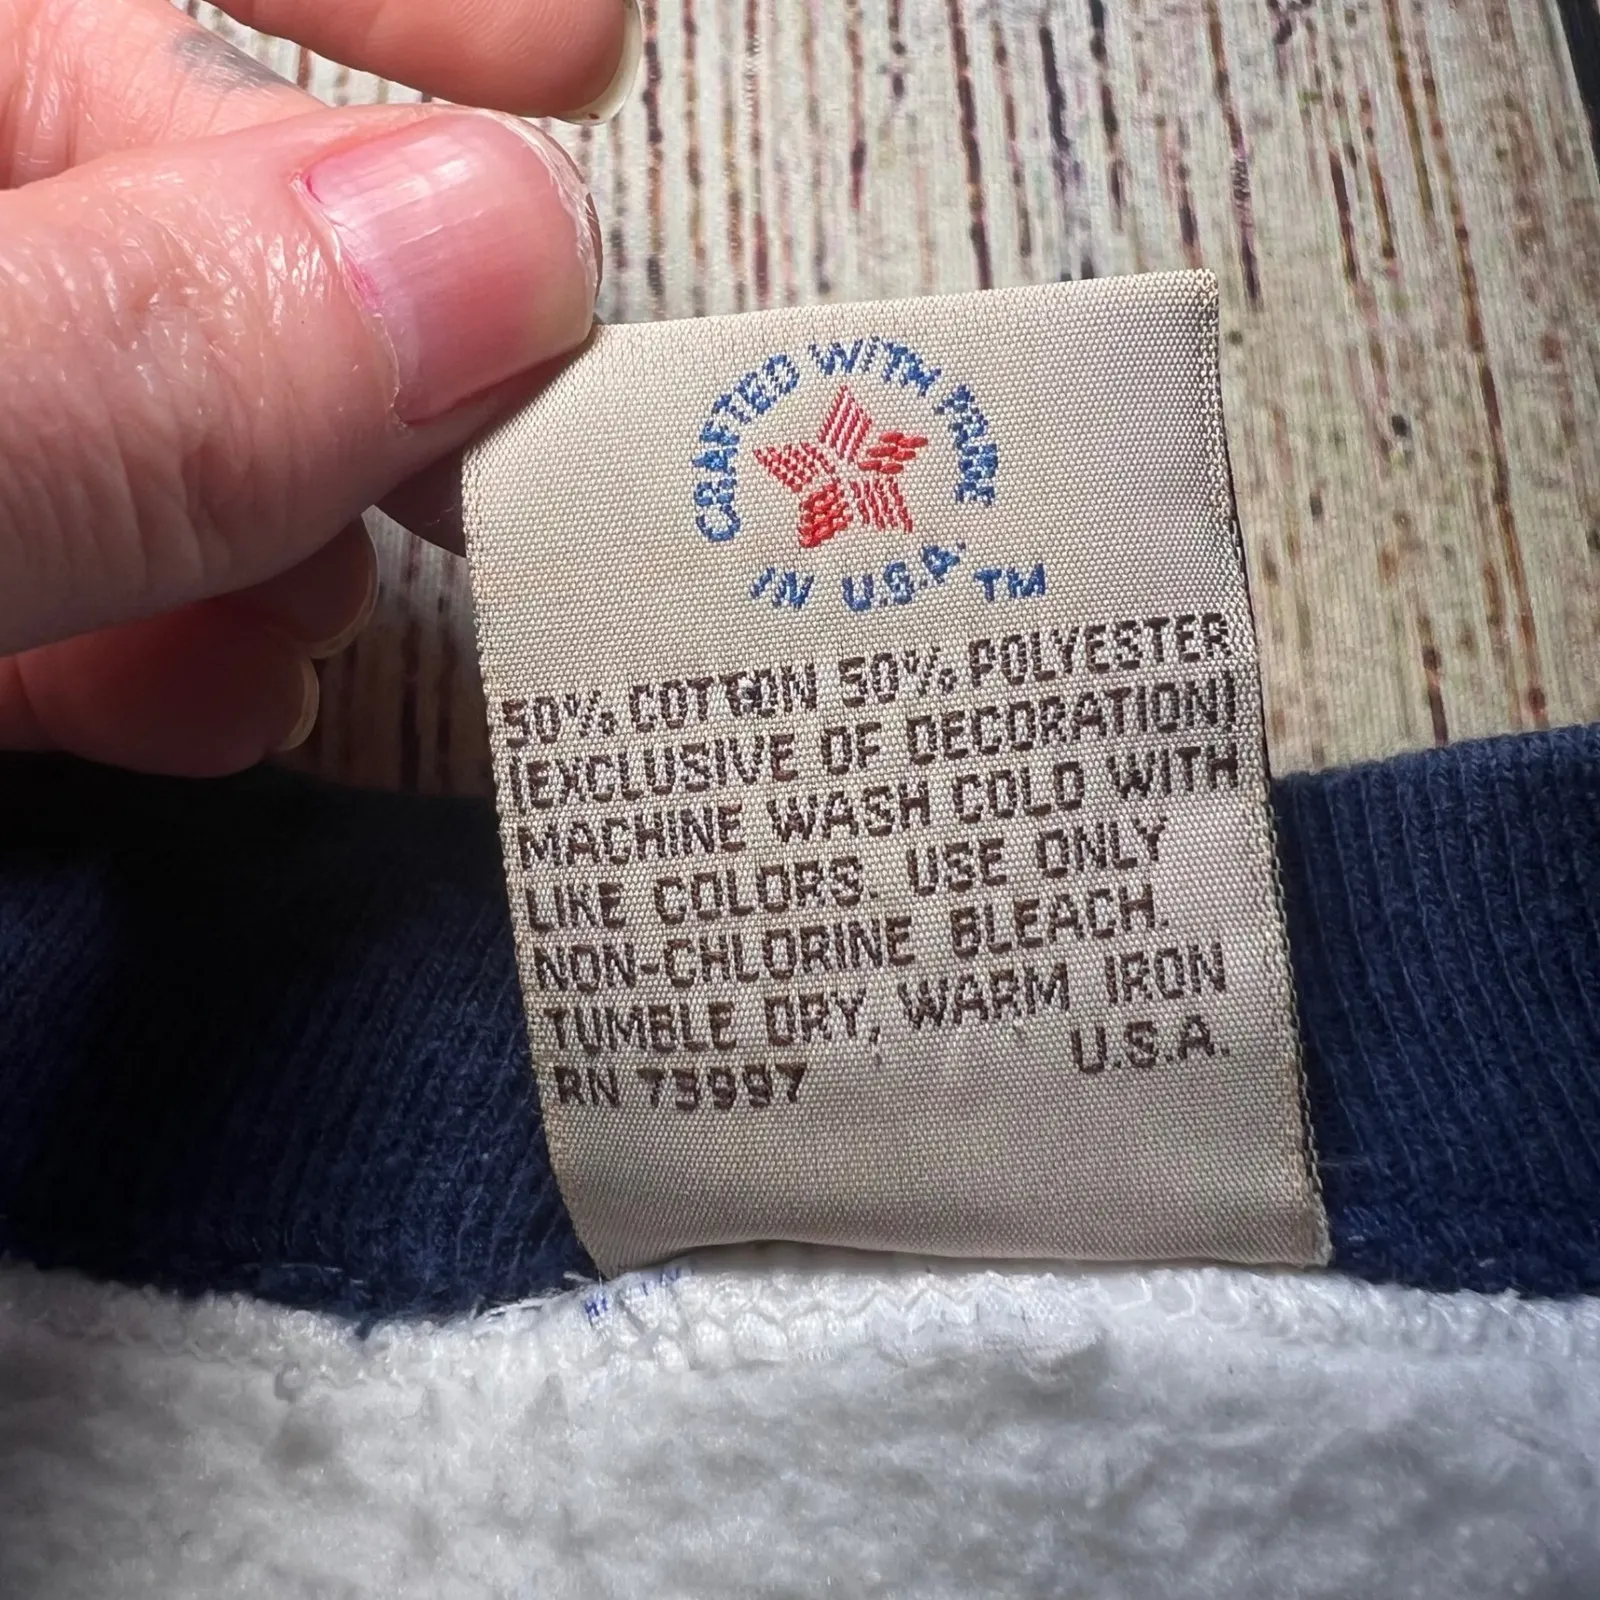 CRAFTED WITH PRIDE
IN U.S.A. TM
50% COTTON 50% POLYESTER
(EXCLUSIVE OF DECORATION)
MACHINE WASH COLD WITH
LIKE COLORS. USE ONLY
NON-CHLORINE BLEACH.
TUMBLE DRY, WARM IRON
U.S.A.
RN 73997